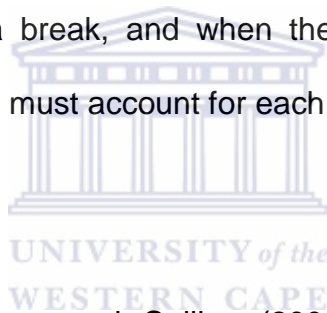 a break, and when the
must account for each
UNIVERSITY of the
WESTERN CAPE